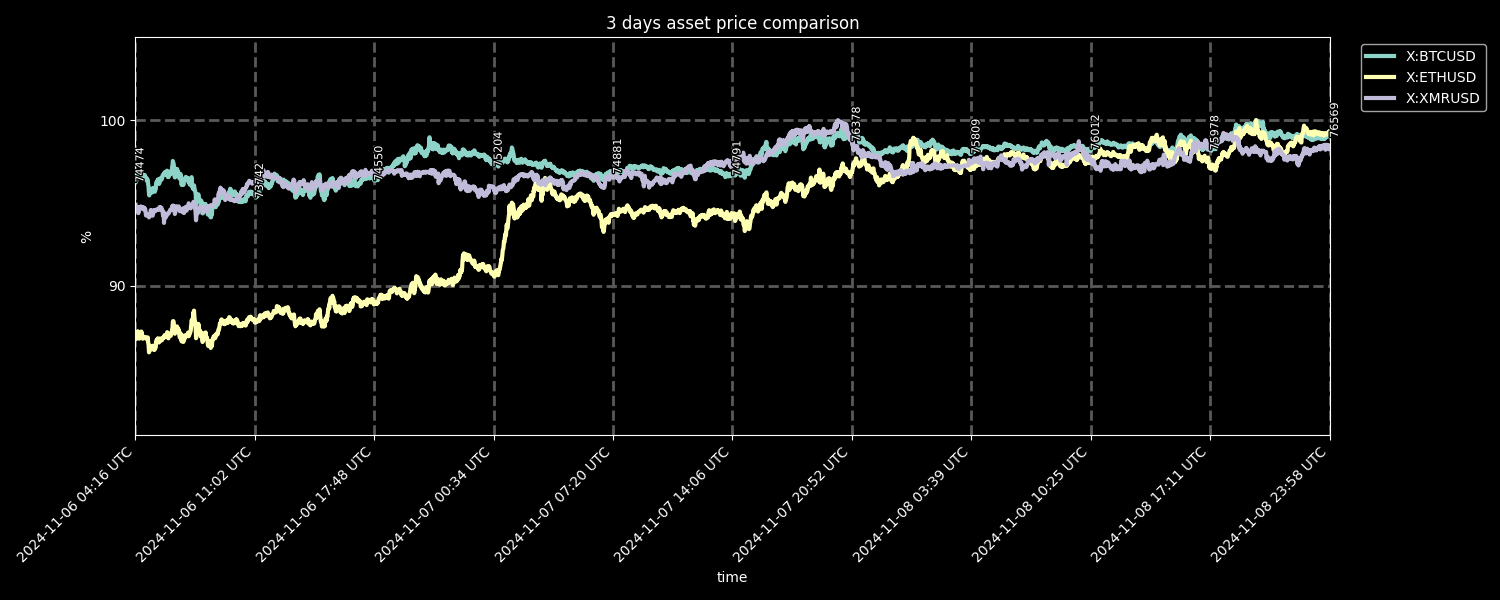 3 days asset price comparison
X:BTCUSD
X:ETHUSD
X:XMRUSD
100
90
%
74474
74550
75204
74881
74791
76378
75809
76012
75978
76569
2024-11-06 04:16 UTC
2024-11-06 11:02 UTC
2024-11-06 17:48 UTC
2024-11-07 00:34 UTC
2024-11-07 07:20 UTC
2024-11-07 14:06 UTC
2024-11-07 20:52 UTC
2024-11-08 03:39 UTC
2024-11-08 10:25 UTC
2024-11-08 17:11 UTC
2024-11-08 23:58 UTC
time